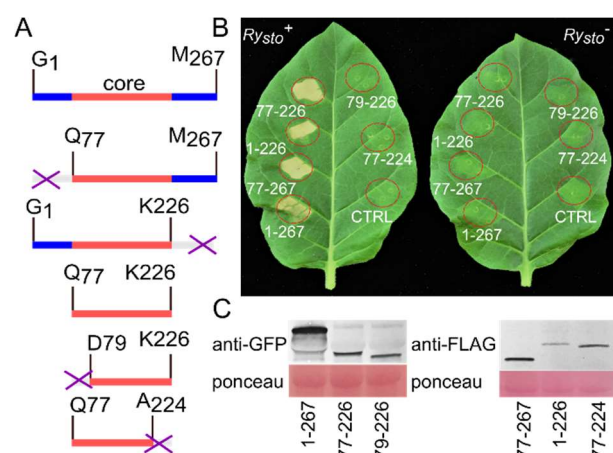 A
G1
M267
core
Q77
M267
G1
K226
Q77
K226
D79
K226
Q77
A224
B
Rysto+
Rysto-
77-226
79-226
1-226
77-224
77-267
CTRL
1-267
77-226
79-226
1-226
77-224
77-267
CTRL
1-267
C
anti-GFP
ponceau
1-267
77-226
79-226
anti-FLAG
ponceau
77-267
1-226
77-224